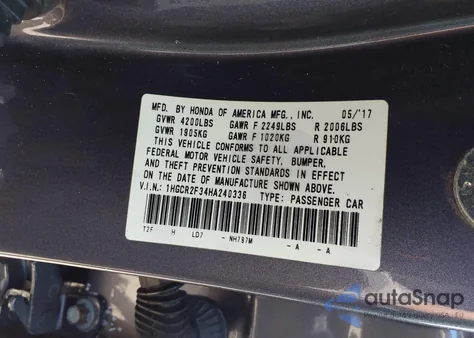 MFD. BY HONDA OF AMERICA MFG., INC. 05/'17
GVWR 4200LBS GAWR F 2249LBS R 2006LBS
GVWR 1905KG GAWR F 1020KG R 910KG
THIS VEHICLE CONFORMS TO ALL APPLICABLE
FEDERAL MOTOR VEHICLE SAFETY, BUMPER,
AND THEFT PREVENTION STANDARDS IN EFFECT
ON THE DATE OF MANUFACTURE SHOWN ABOVE.
V.I.N.: 1HGCR2F34HA240336 TYPE: PASSENGER CAR
T2F H LD7 - NH797M -A -A
autoSnap